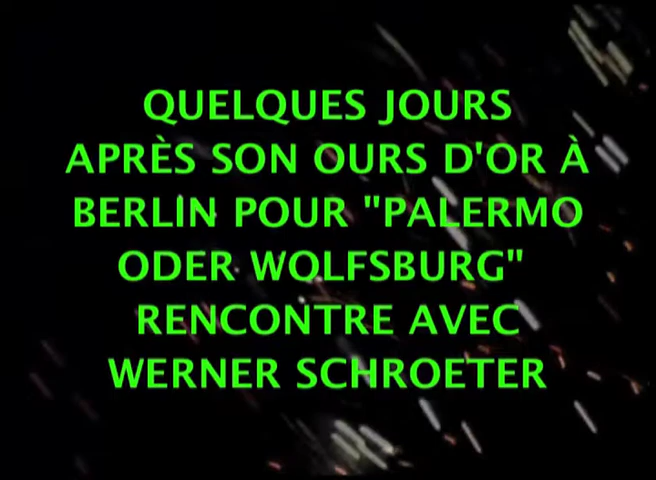 QUELQUES JOURS
APRÈS SON OURS D'OR À
BERLIN POUR "PALERMO
ODER WOLFSBURG"
RENCONTRE AVEC
WERNER SCHROETER